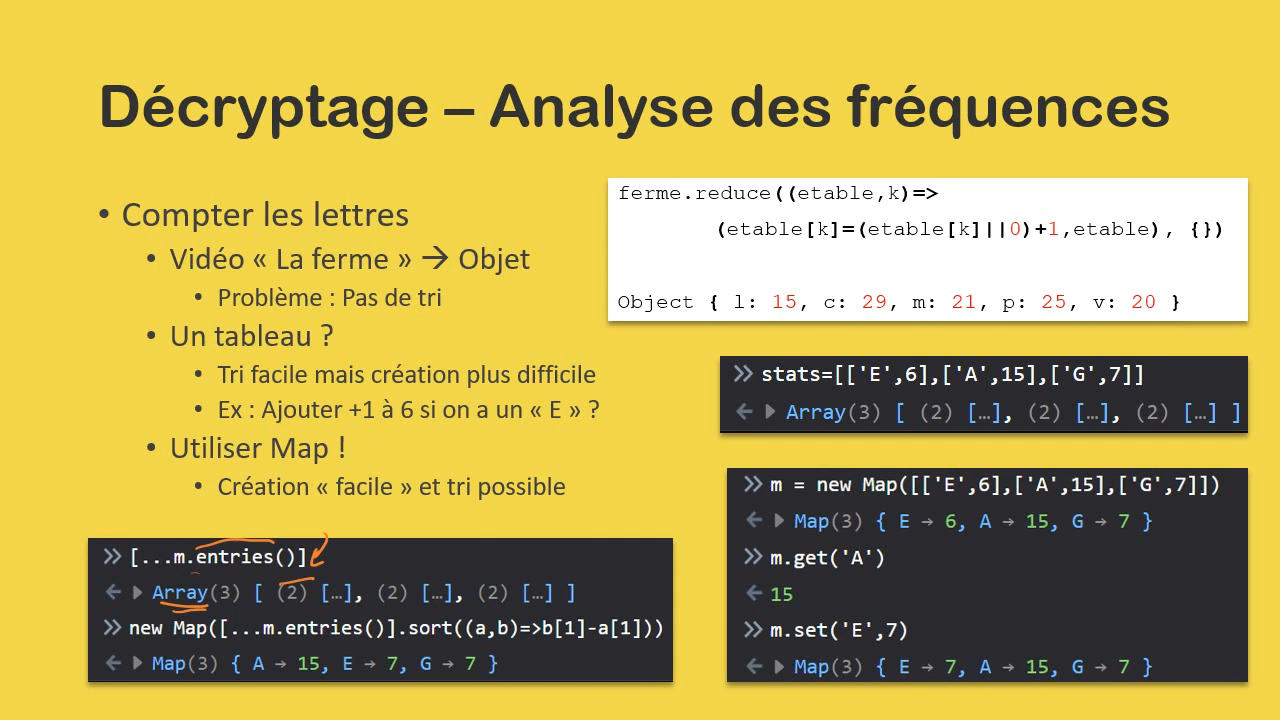 Décryptage – Analyse des fréquences
• Compter les lettres
• Vidéo « La ferme » → Objet
• Problème : Pas de tri
• Un tableau ?
• Tri facile mais création plus difficile
• Ex : Ajouter +1 à 6 si on a un « E » ?
• Utiliser Map !
• Création « facile » et tri possible
ferme.reduce((etable,k)=>
(etable[k]=(etable[k]||0)+1,etable), {})
Object { l: 15, c: 29, m: 21, p: 25, v: 20 }
stats=[['E',6],['A',15],['G',7]]
Array(3) [ (2) […], (2) […], (2) […] ]
m = new Map([['E',6],['A',15],['G',7]])
Map(3) { E → 6, A → 15, G → 7 }
m.get('A')
15
m.set('E',7)
Map(3) { E → 7, A → 15, G → 7 }
[...m.entries()]
Array(3) [ (2) […], (2) […], (2) […] ]
new Map([...m.entries()].sort((a,b)=>b[1]-a[1]))
Map(3) { A → 15, E → 7, G → 7 }